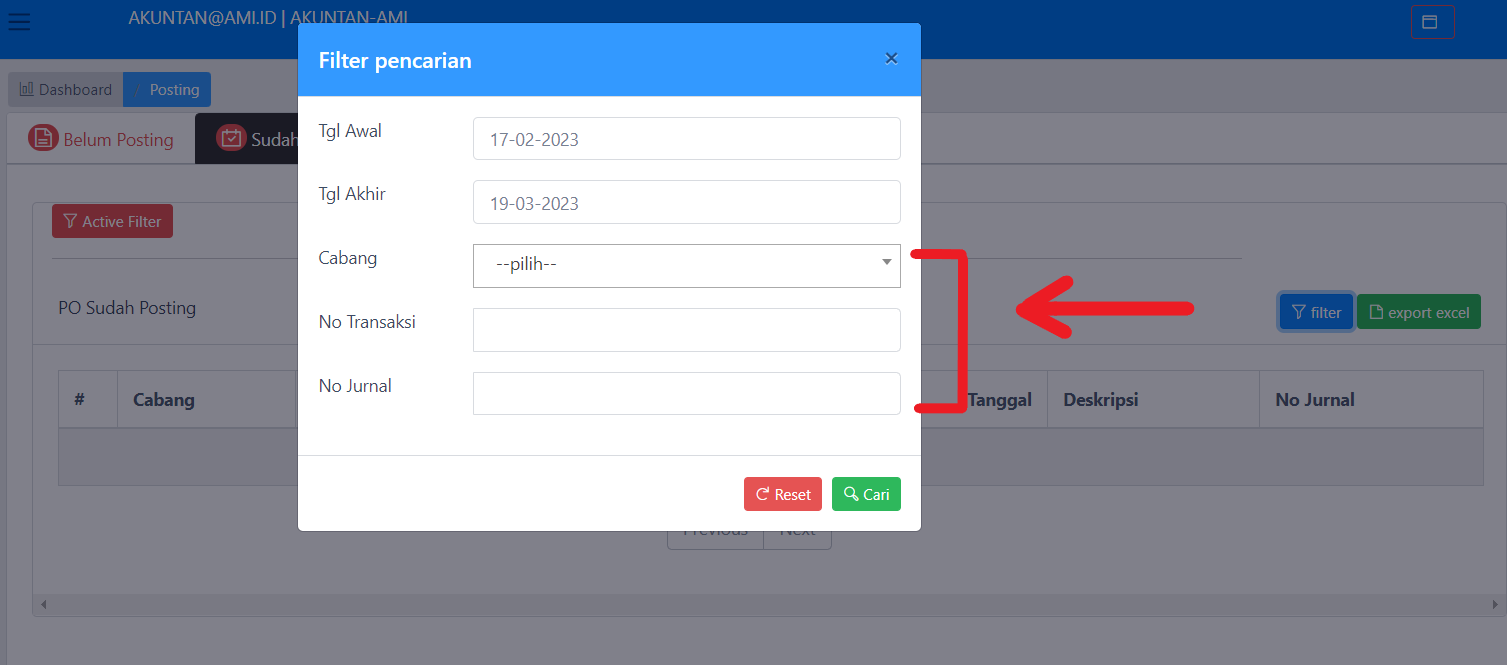 AKUNTAN@AMI.ID | AKUNTAN-AMI
Filter pencarian
Dashboard
Posting
Belum Posting
Sudah
Tgl Awal
17-02-2023
Tgl Akhir
19-03-2023
Active Filter
Cabang
--pilih--
PO Sudah Posting
No Transaksi
filter
export excel
No Jurnal
#
Cabang
Tanggal
Deskripsi
No Jurnal
Reset
Cari
Previous
Next